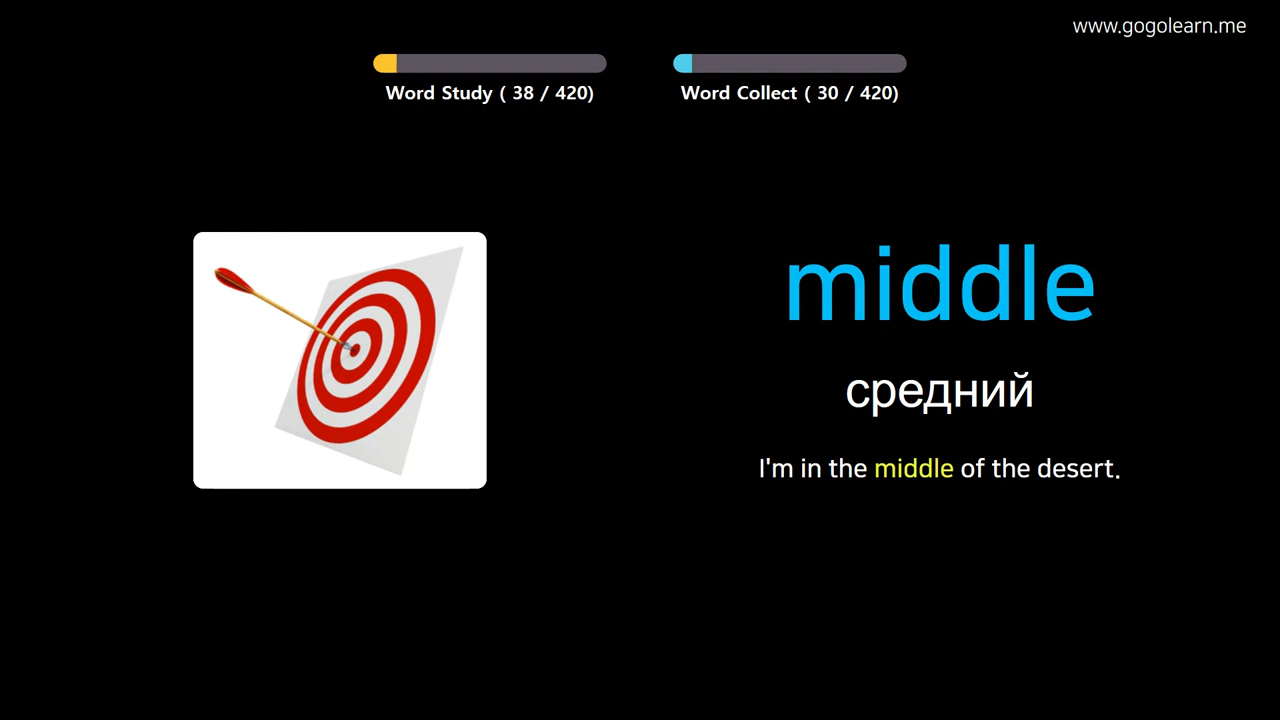 www.gogolearn.me
Word Study ( 38 / 420)
Word Collect ( 30 / 420)
middle
средний
I'm in the middle of the desert.